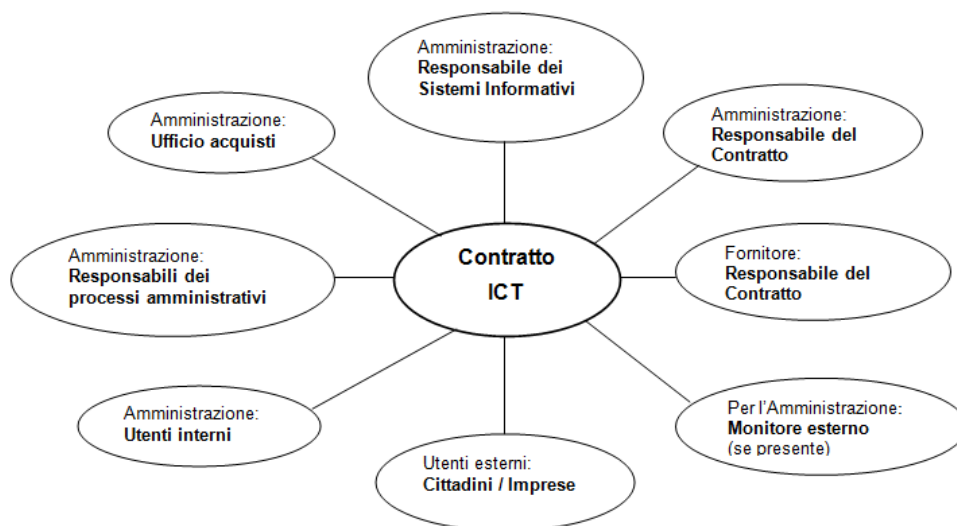 Amministrazione:
Responsabile dei
Sistemi Informativi
Amministrazione:
Ufficio acquisti
Amministrazione:
Responsabile del
Contratto
Amministrazione:
Responsabili dei
processi amministrativi
Contratto
ICT
Fornitore:
Responsabile del
Contratto
Amministrazione:
Utenti interni
Utenti esterni:
Cittadini / Imprese
Per l'Amministrazione:
Monitore esterno
(se presente)